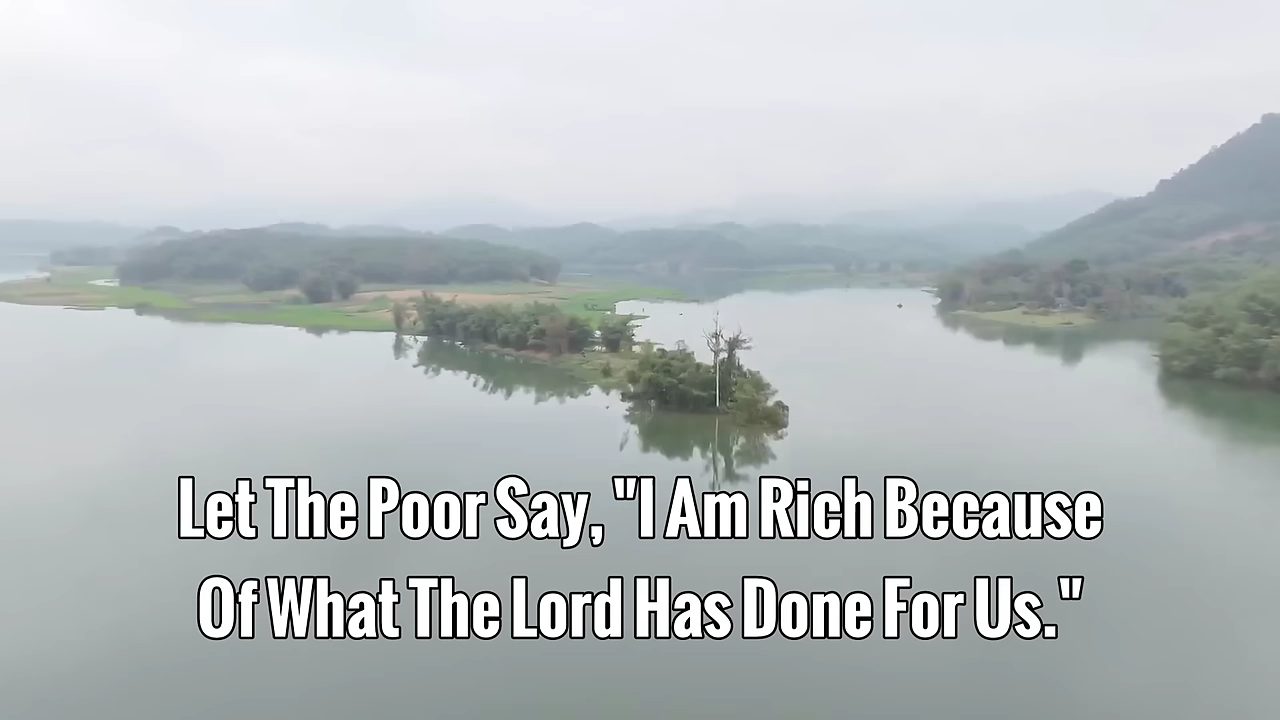 Let The Poor Say, "I Am Rich Because
Of What The Lord Has Done For Us."